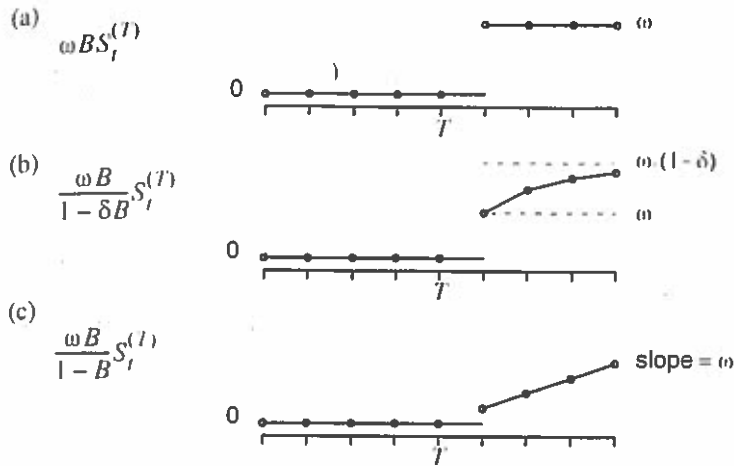 (a)
ωBS_t^(T)
)
ω
0
T
(b)
ωB / 1 − δB S_t^(T)
ω (1 - δ)
ω
0
T
(c)
ωB / 1 − B S_t^(T)
slope = ω
0
T